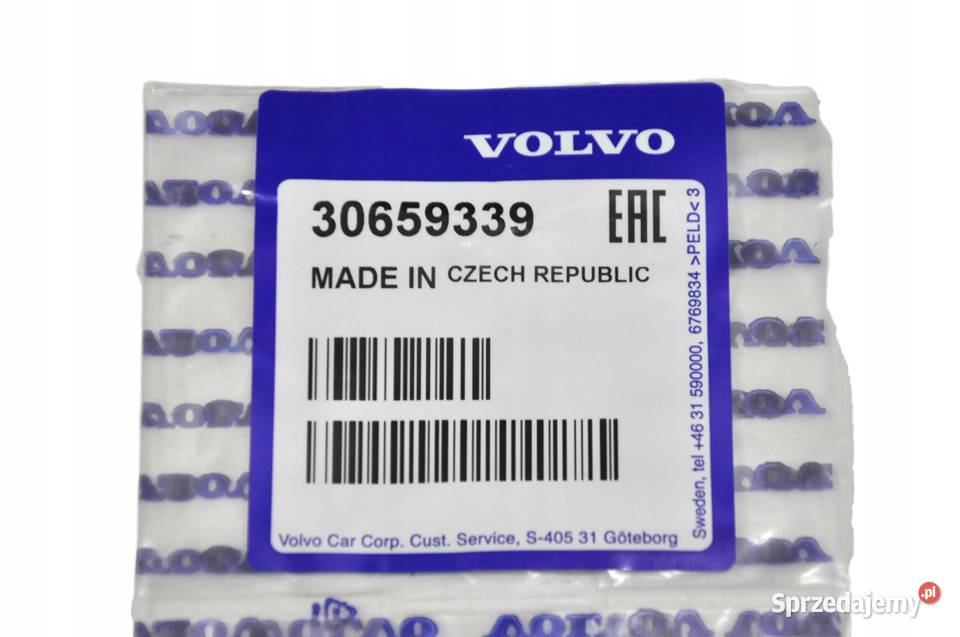 VOLVO
30659339 EAC
MADE IN CZECH REPUBLIC
Volvo Car Corp. Cust. Service, S-405 31 Göteborg
Sweden, tel +46 31 590000, 6769834 >PELD< 3
Sprzedajemy.pl